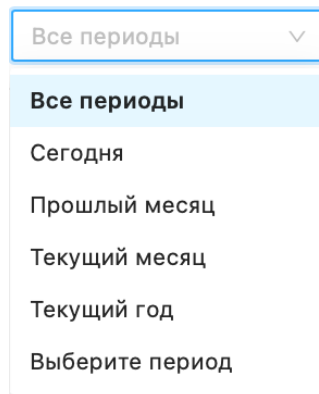 Все периоды
Все периоды
Сегодня
Прошлый месяц
Текущий месяц
Текущий год
Выберите период